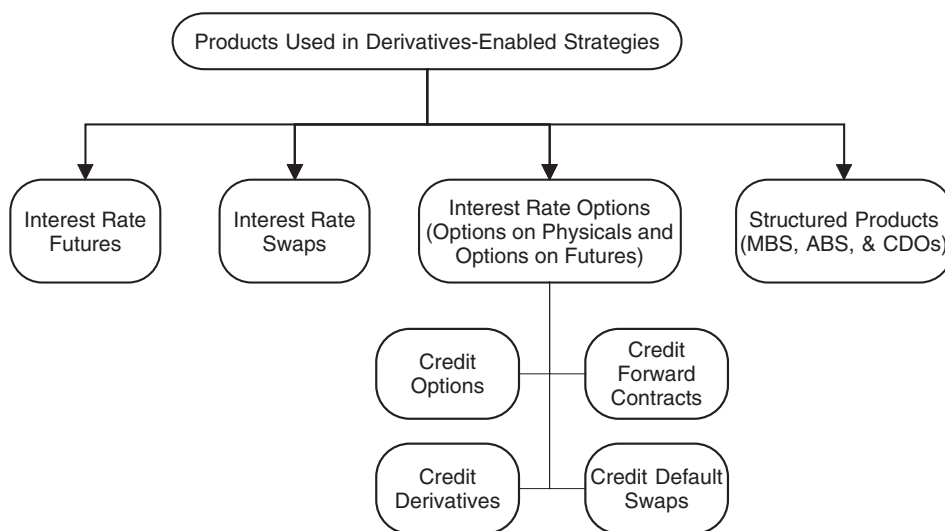 Products Used in Derivatives-Enabled Strategies
Interest Rate
Futures
Interest Rate
Swaps
Interest Rate Options
(Options on Physicals and
Options on Futures)
Structured Products
(MBS, ABS, & CDOs)
Credit
Options
Credit
Forward
Contracts
Credit
Derivatives
Credit Default
Swaps